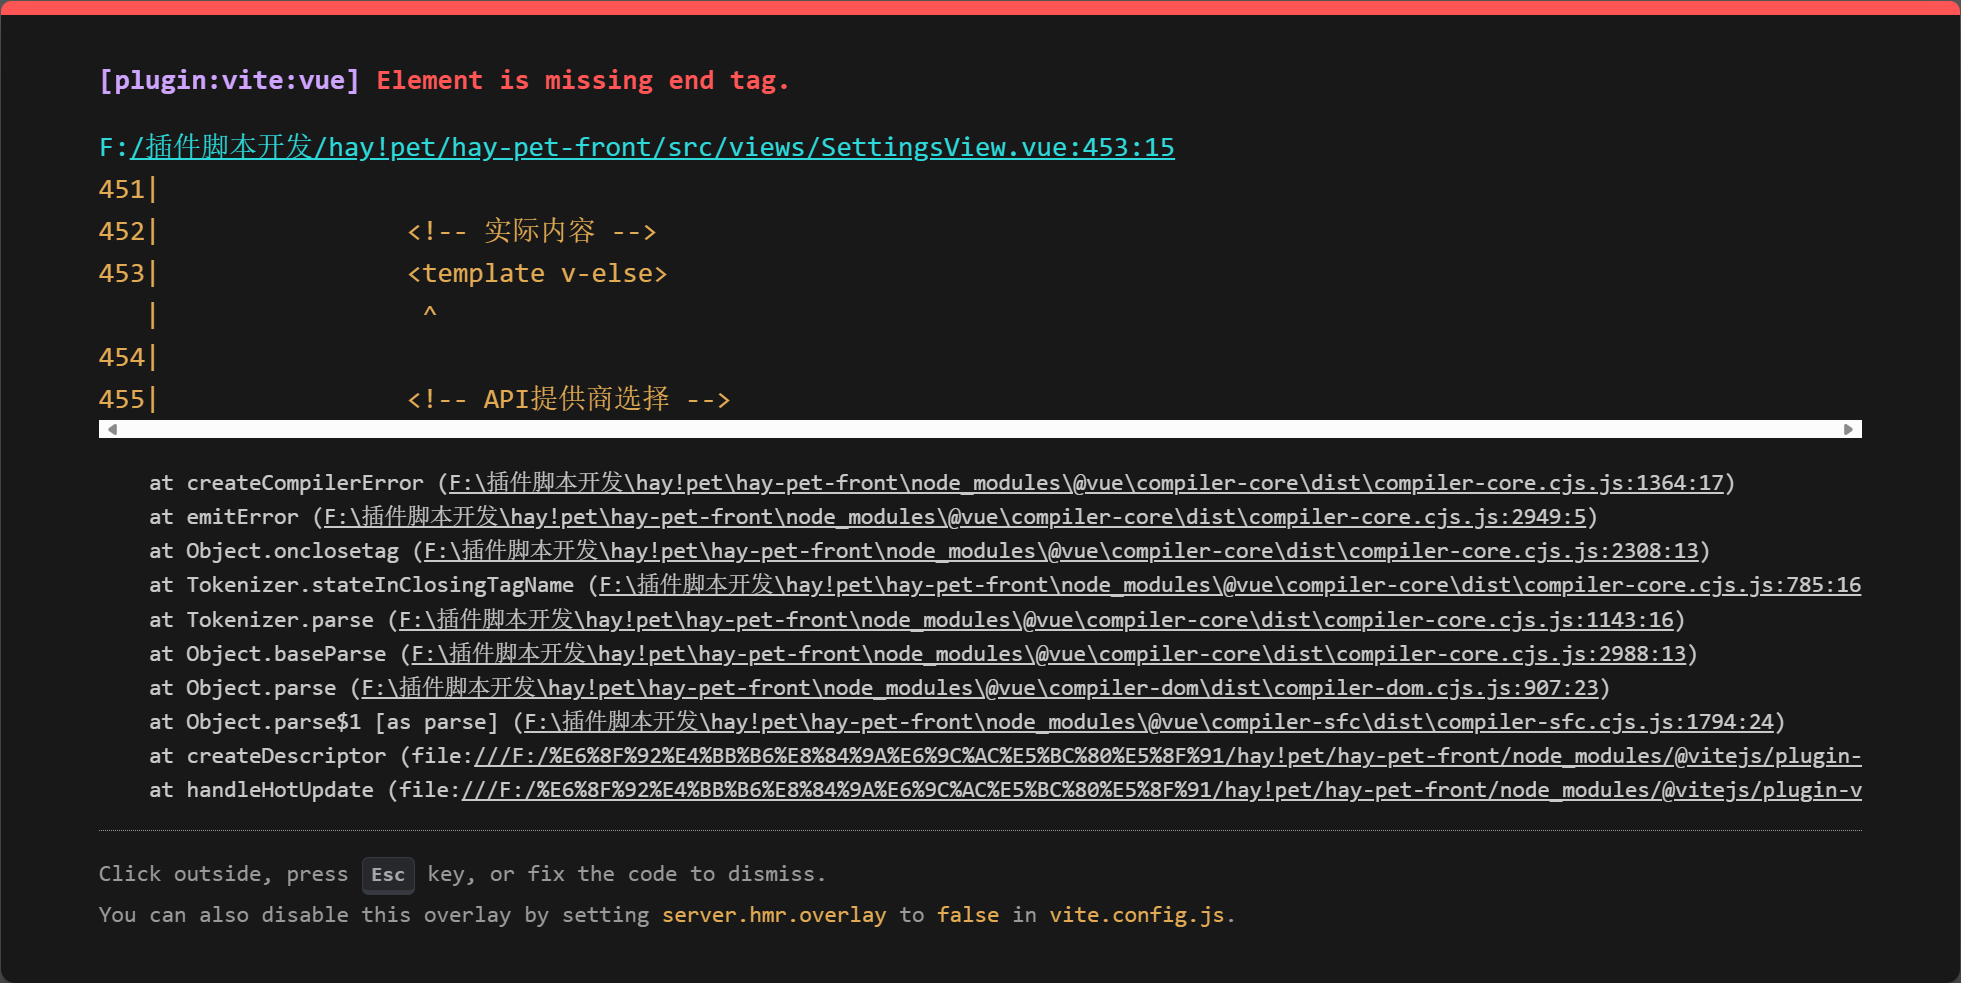 [plugin:vite:vue] Element is missing end tag.
F:/插件脚本开发/hay!pet/hay-pet-front/src/views/SettingsView.vue:453:15
451|
452|                <!-- 实际内容 -->
453|                <template v-else>
   |                 ^
454|
455|                <!-- API提供商选择 -->
at createCompilerError (F:\插件脚本开发\hay!pet\hay-pet-front\node_modules\@vue\compiler-core\dist\compiler-core.cjs.js:1364:17)
at emitError (F:\插件脚本开发\hay!pet\hay-pet-front\node_modules\@vue\compiler-core\dist\compiler-core.cjs.js:2949:5)
at Object.onclosetag (F:\插件脚本开发\hay!pet\hay-pet-front\node_modules\@vue\compiler-core\dist\compiler-core.cjs.js:2308:13)
at Tokenizer.stateInClosingTagName (F:\插件脚本开发\hay!pet\hay-pet-front\node_modules\@vue\compiler-core\dist\compiler-core.cjs.js:785:16
at Tokenizer.parse (F:\插件脚本开发\hay!pet\hay-pet-front\node_modules\@vue\compiler-core\dist\compiler-core.cjs.js:1143:16)
at Object.baseParse (F:\插件脚本开发\hay!pet\hay-pet-front\node_modules\@vue\compiler-core\dist\compiler-core.cjs.js:2988:13)
at Object.parse (F:\插件脚本开发\hay!pet\hay-pet-front\node_modules\@vue\compiler-dom\dist\compiler-dom.cjs.js:907:23)
at Object.parse$1 [as parse] (F:\插件脚本开发\hay!pet\hay-pet-front\node_modules\@vue\compiler-sfc\dist\compiler-sfc.cjs.js:1794:24)
at createDescriptor (file:///F:/%E6%8F%92%E4%BB%B6%E8%84%9A%E6%9C%AC%E5%BC%80%E5%8F%91/hay!pet/hay-pet-front/node_modules/@vitejs/plugin-
at handleHotUpdate (file:///F:/%E6%8F%92%E4%BB%B6%E8%84%9A%E6%9C%AC%E5%BC%80%E5%8F%91/hay!pet/hay-pet-front/node_modules/@vitejs/plugin-v
Click outside, press Esc key, or fix the code to dismiss.
You can also disable this overlay by setting server.hmr.overlay to false in vite.config.js.